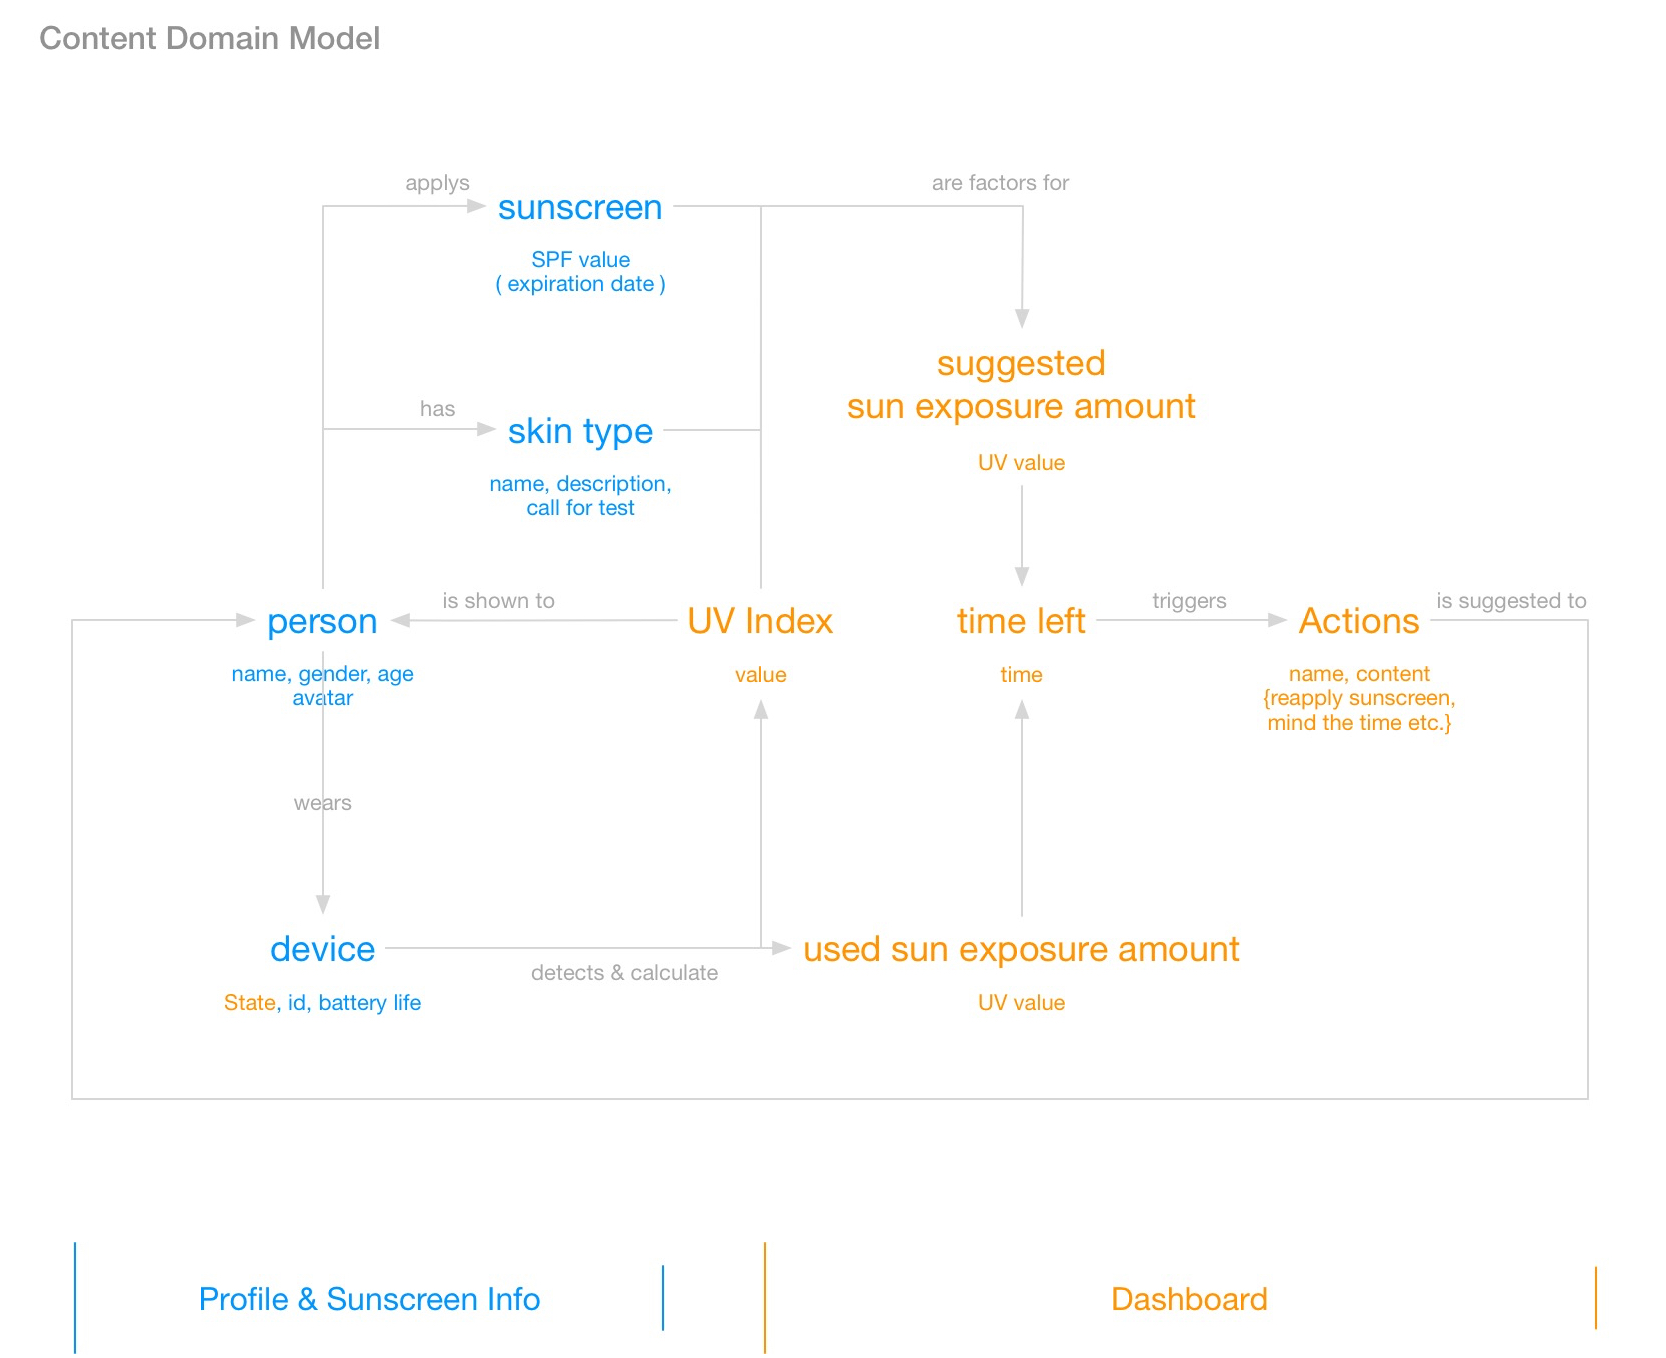 Content Domain Model
applys
are factors for
sunscreen
SPF value
( expiration date )
suggested
sun exposure amount
UV value
has
skin type
name, description,
call for test
person
is shown to
UV Index
time left
triggers
Actions
is suggested to
name, gender, age
avatar
value
time
name, content
{reapply sunscreen,
mind the time etc.}
wears
device
detects & calculate
used sun exposure amount
State, id, battery life
UV value
Profile & Sunscreen Info
Dashboard